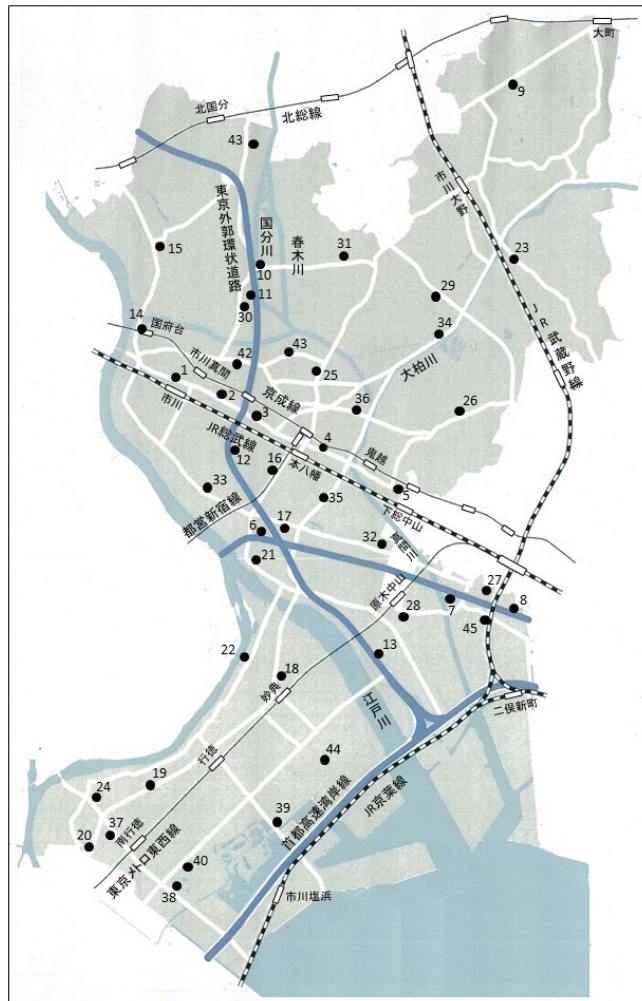 大町
北国分
北総線
9
43
市川大野
東京外郭環状道路
国分川
春木川
15
31
10
23
11
29
30
JR武蔵野線
14
国府台
34
43
42
市川真間
25
大柏川
1
京成線
市川
2
36
26
3
JR総武線
4
鬼越
12
16
本八幡
5
33
35
都営新宿線
下総中山
17
6
32
真間川
21
原木中山
27
7
8
28
45
22
13
18
妙典
江戸川
二俣新町
行徳
44
19
24
首都高速湾岸線
JR京葉線
37
39
南行徳
20
東京メトロ東西線
40
38
市川塩浜